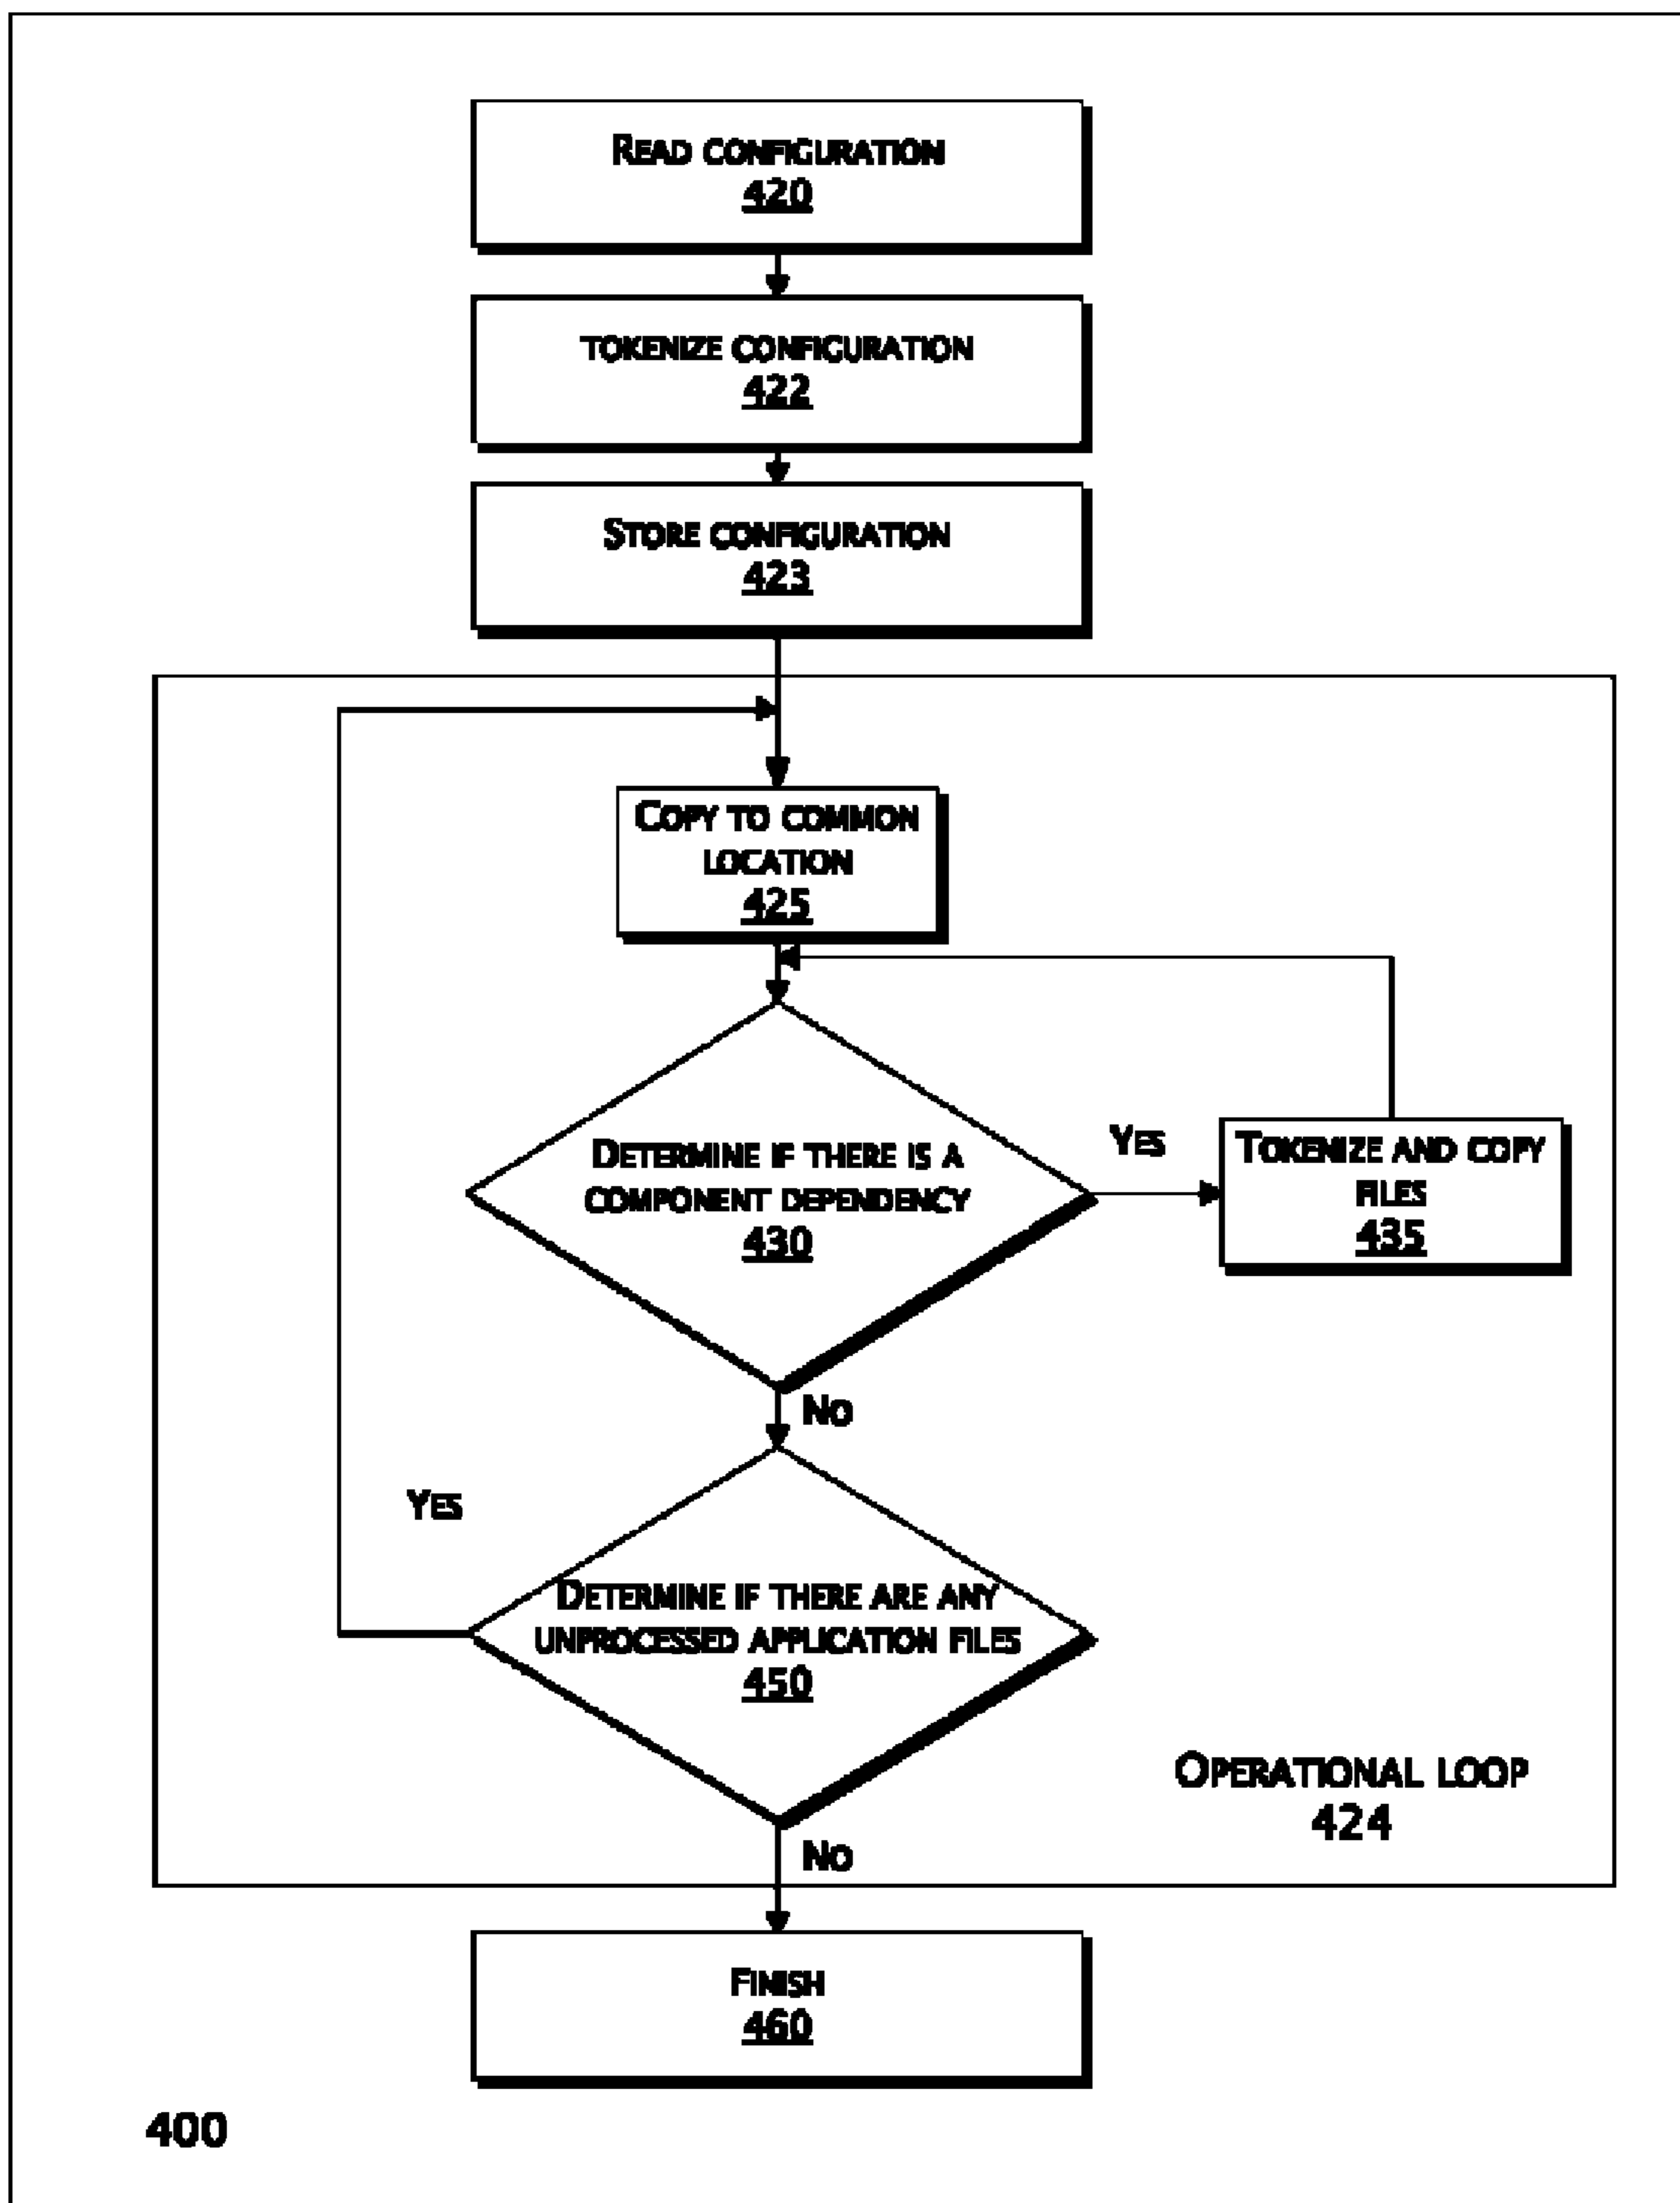 Read configuration
420
tokenize configuration
422
Store configuration
423
Copy to common
location
425
Determine if there is a
component dependency
430
Yes
Tokenize and copy
files
435
No
Yes
Determine if there are any
unprocessed application files
450
Operational loop
424
No
Finish
460
400